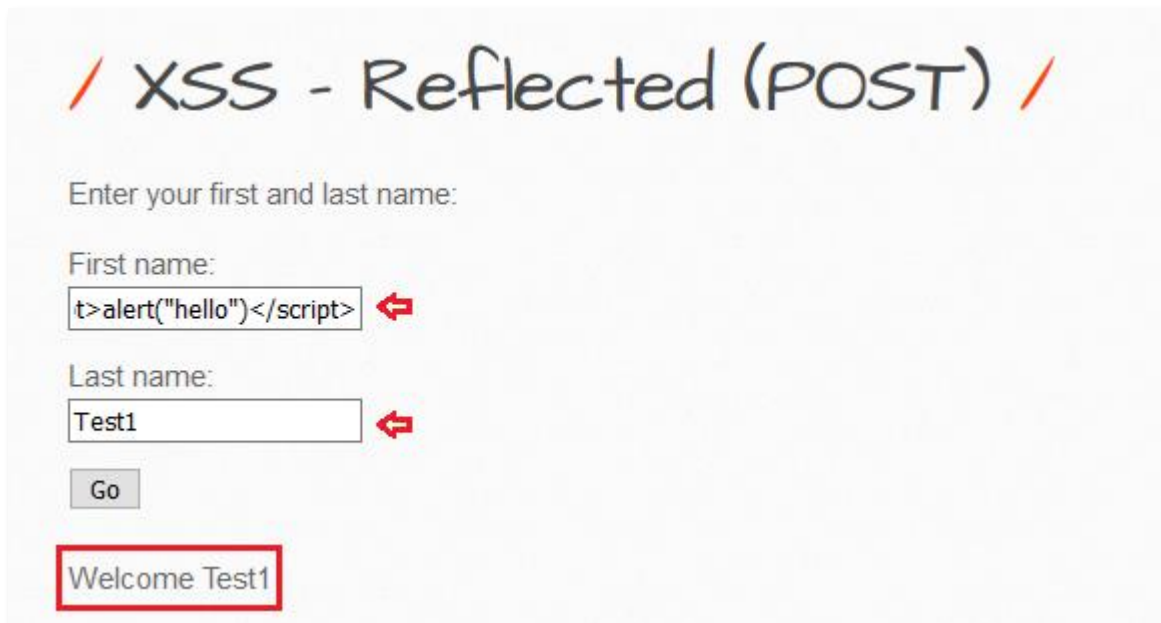 / XSS - Reflected (POST) /
Enter your first and last name:
First name:
t>alert("hello")</script>
Last name:
Test1
Go
Welcome Test1